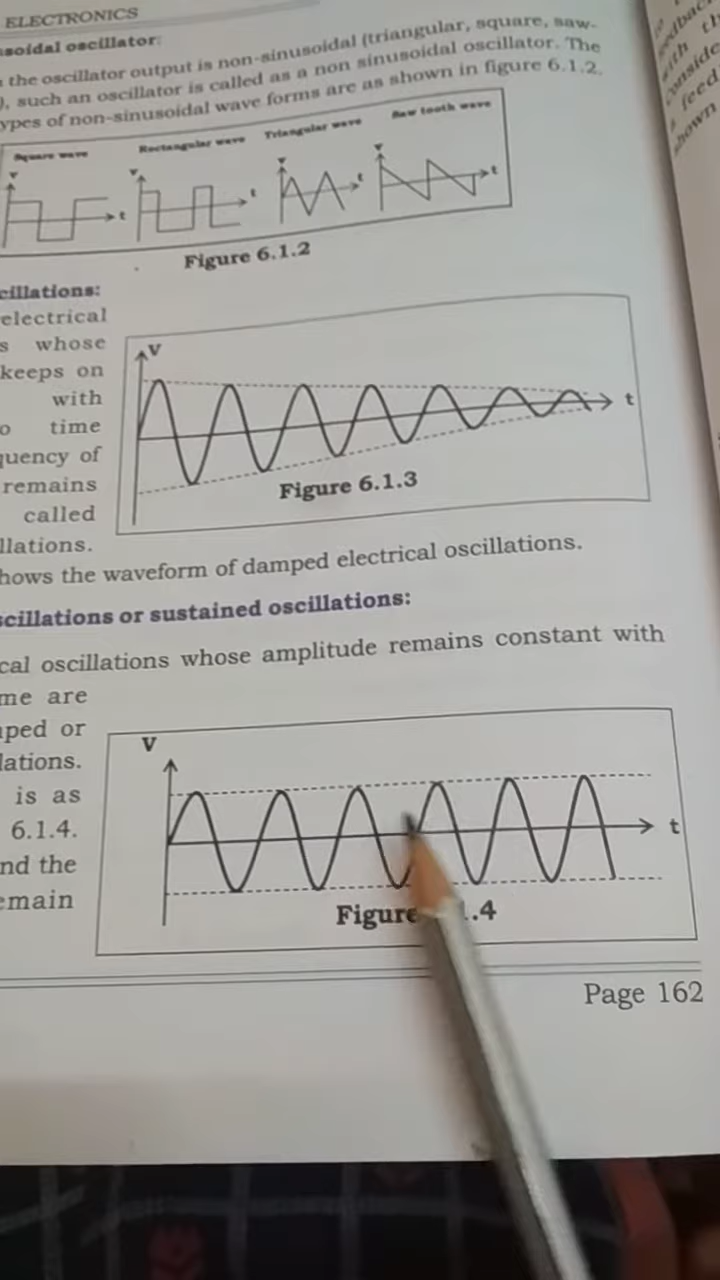 ELECTRONICS
soidal oscillator:
the oscillator output is non-sinusoidal (triangular, square, saw-
), such an oscillator is called as a non sinusoidal oscillator. The
ypes of non-sinusoidal wave forms are as shown in figure 6.1.2.
Square wave Rectangular wave Triangular wave Saw tooth wave
v v v v
t t t t
Figure 6.1.2
cillations:
electrical
s whose
keeps on
with
o time
quency of
remains
called
llations.
V
t
Figure 6.1.3
hows the waveform of damped electrical oscillations.
scillations or sustained oscillations:
cal oscillations whose amplitude remains constant with
me are
ped or
lations.
is as
6.1.4.
nd the
emain
V
t
Figure .1.4
Page 162
feed
shown